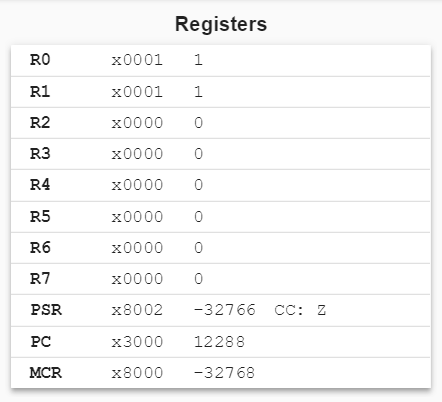 Registers
R0 x0001 1
R1 x0001 1
R2 x0000 0
R3 x0000 0
R4 x0000 0
R5 x0000 0
R6 x0000 0
R7 x0000 0
PSR x8002 -32766 CC: Z
PC x3000 12288
MCR x8000 -32768